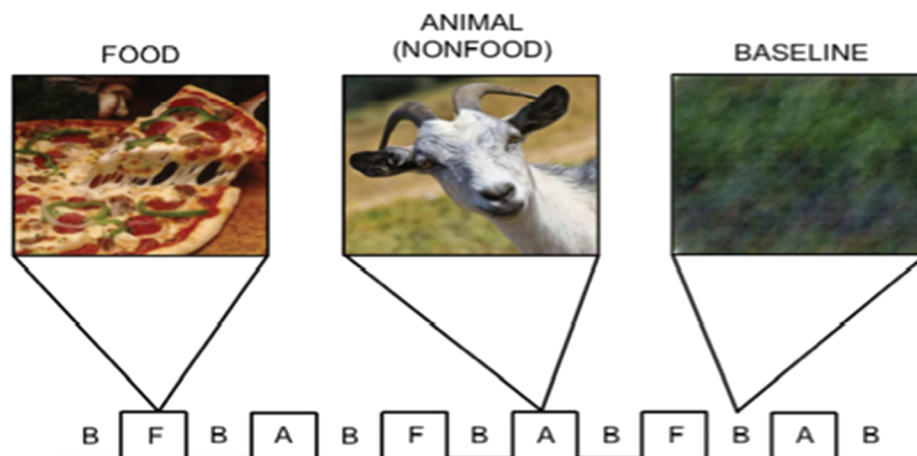 FOOD
ANIMAL
(NONFOOD)
BASELINE
B F B A B F B A B F B A B